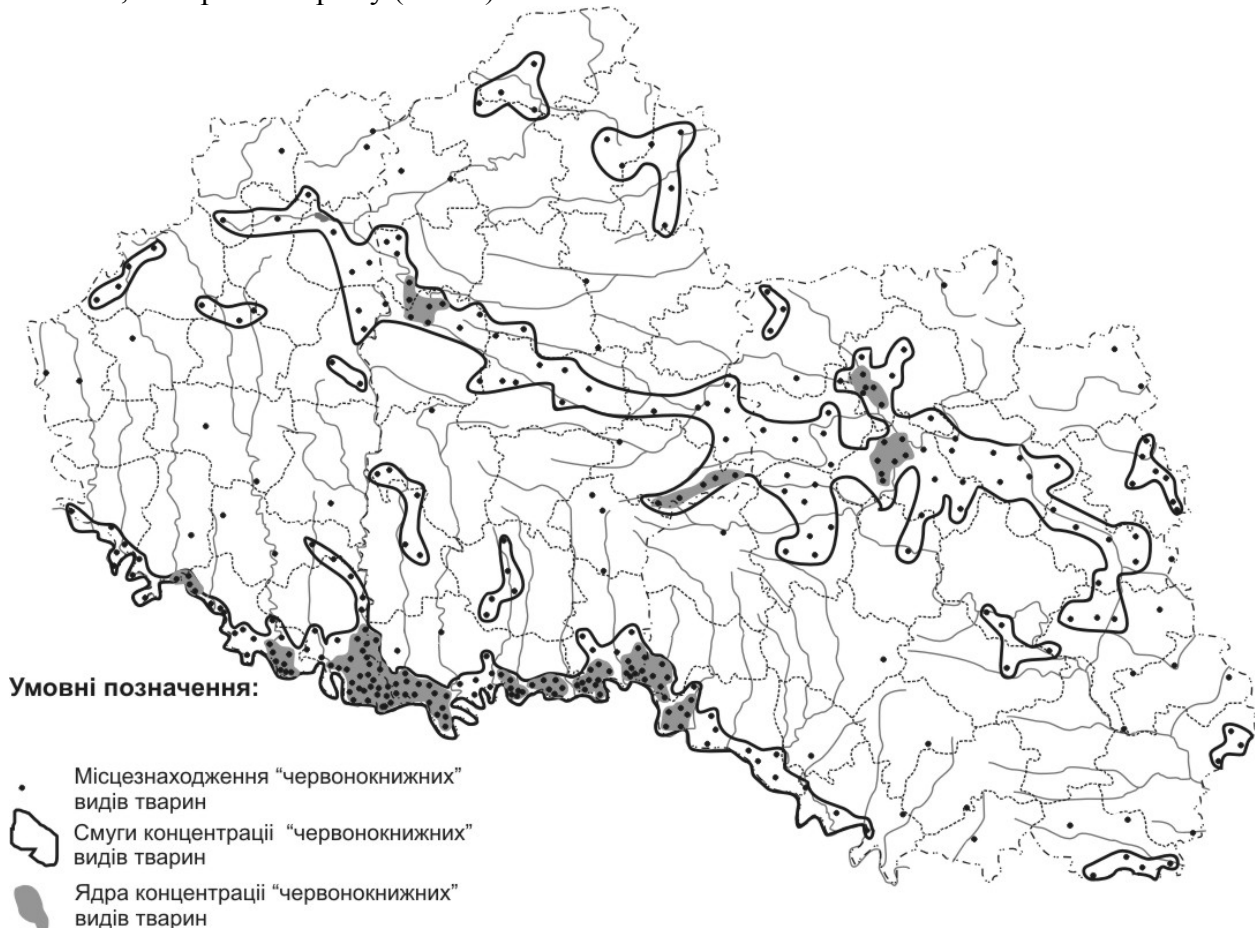 Умовні позначення:
Місцезнаходження “червонокнижних”
видів тварин
Смуги концентрації “червонокнижних”
видів тварин
Ядра концентрації “червонокнижних”
видів тварин